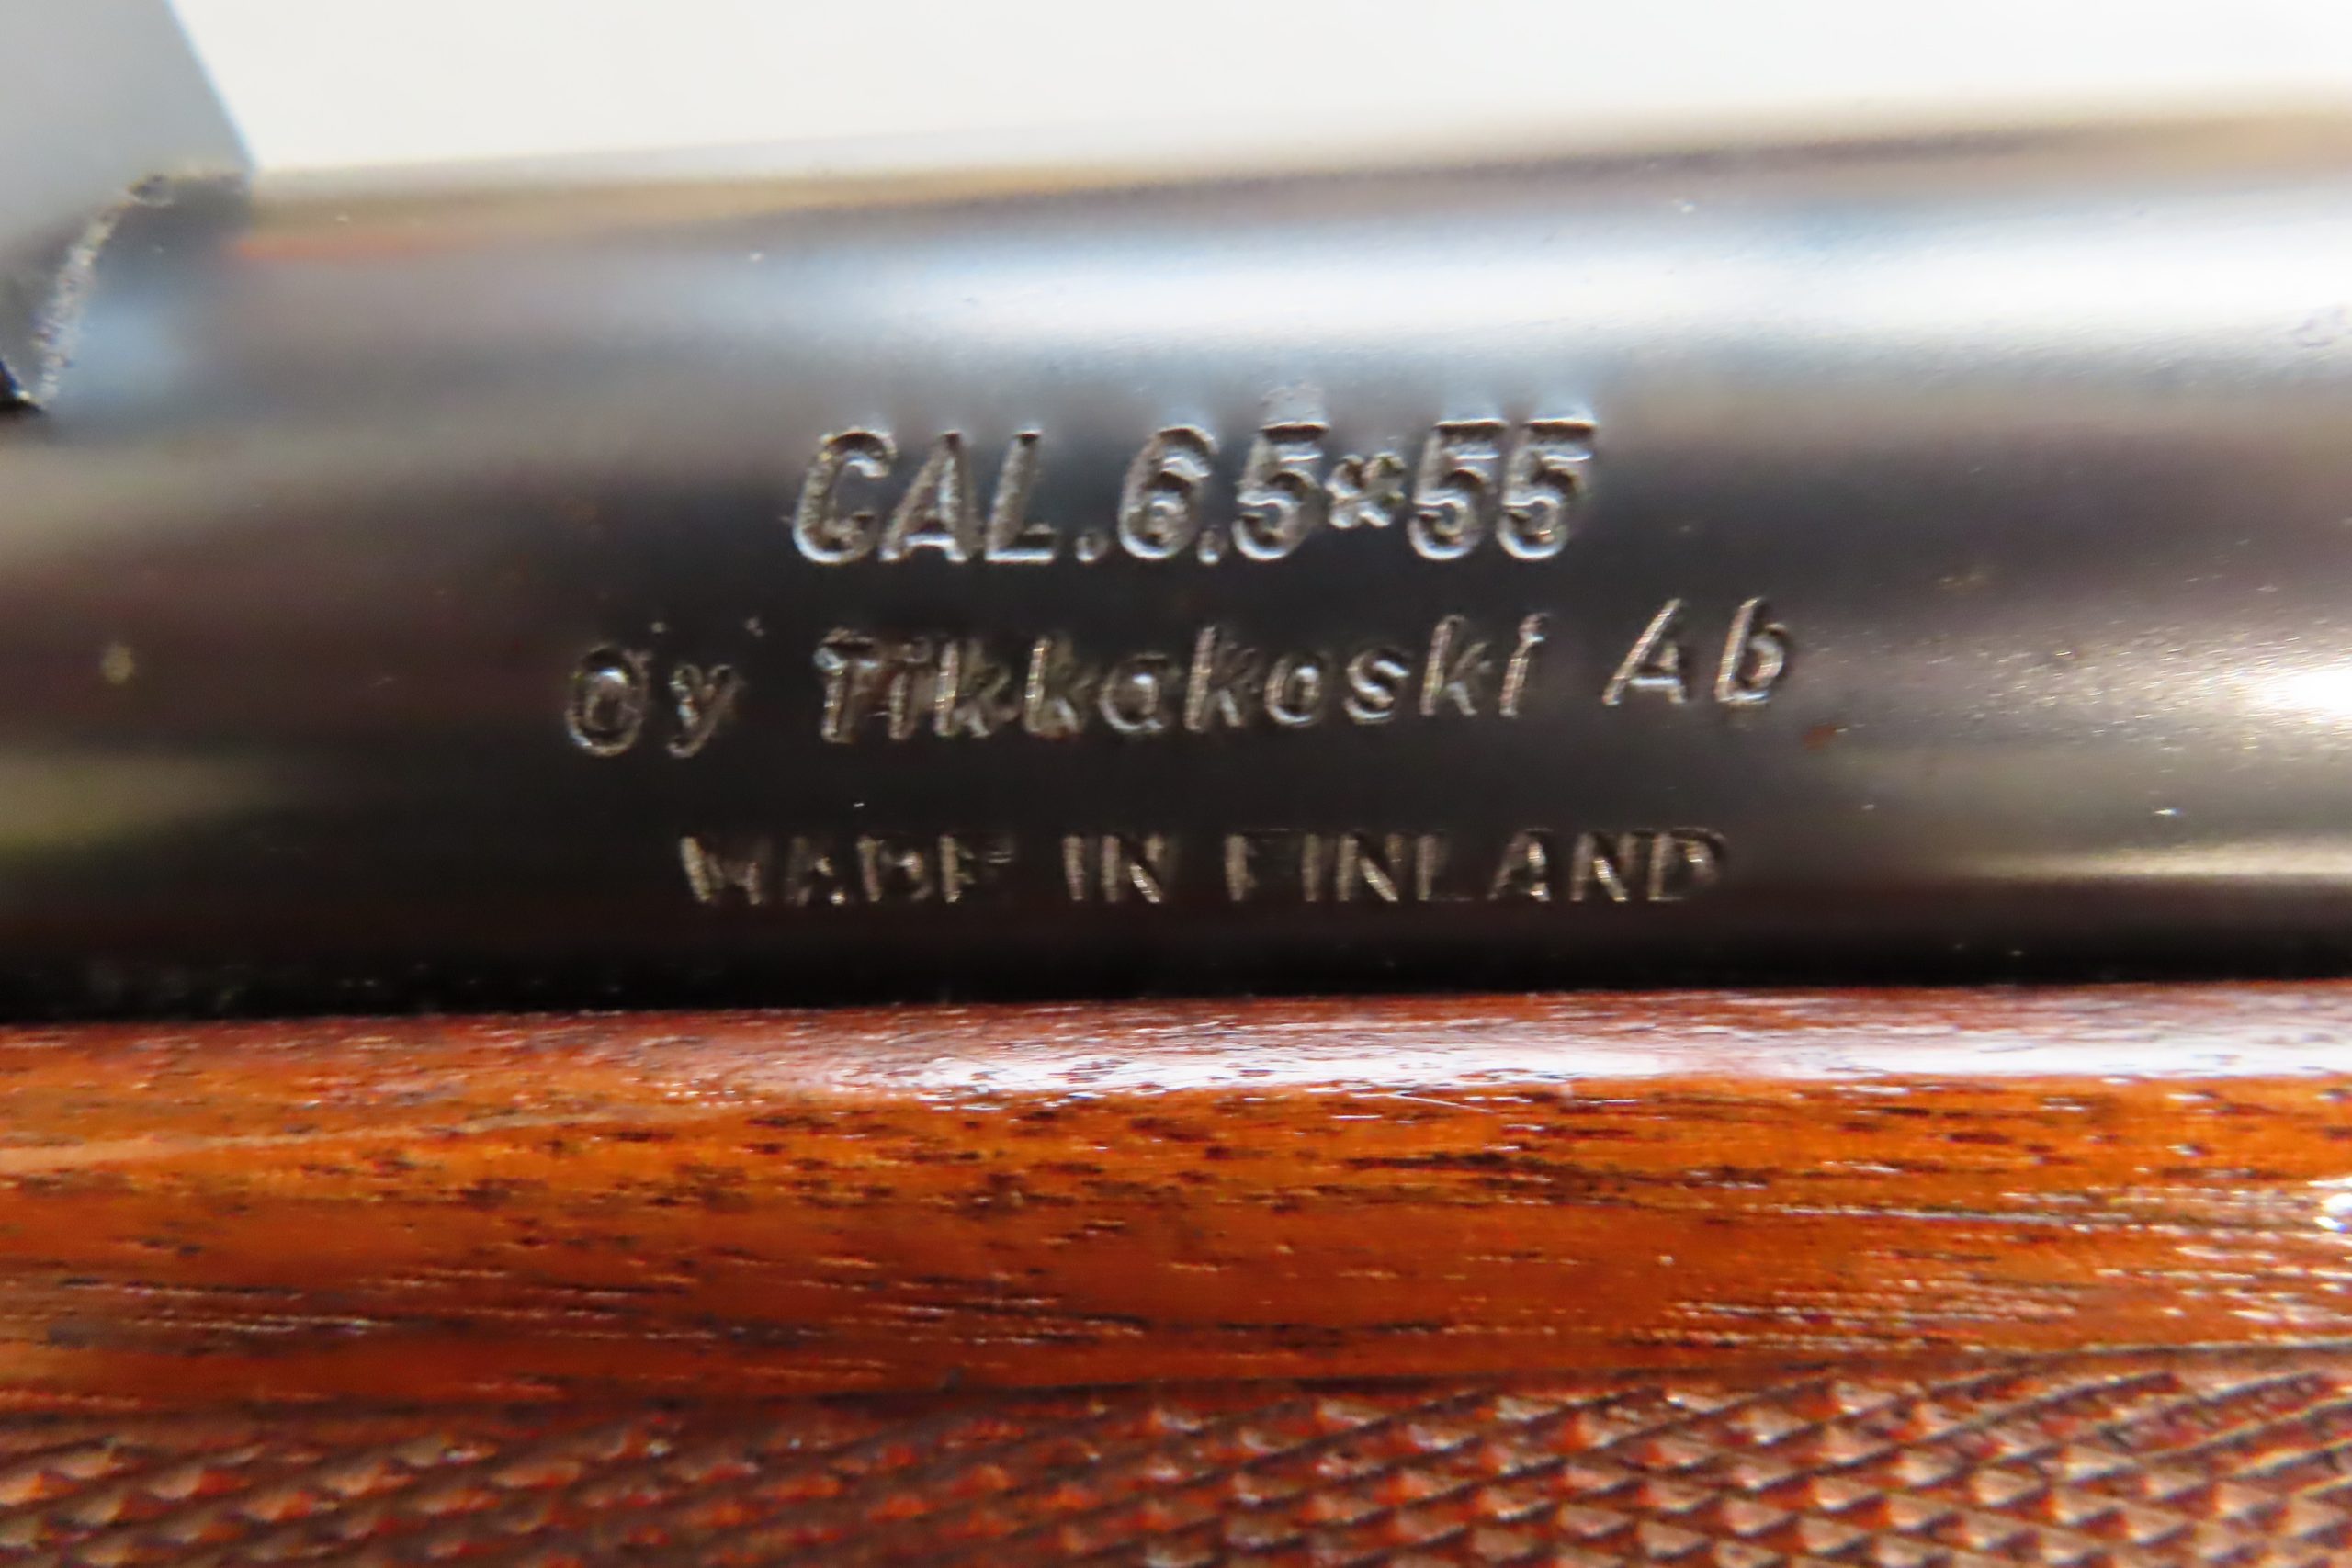 CAL.6.5x55
Oy Tikkakoski Ab
MADE IN FINLAND